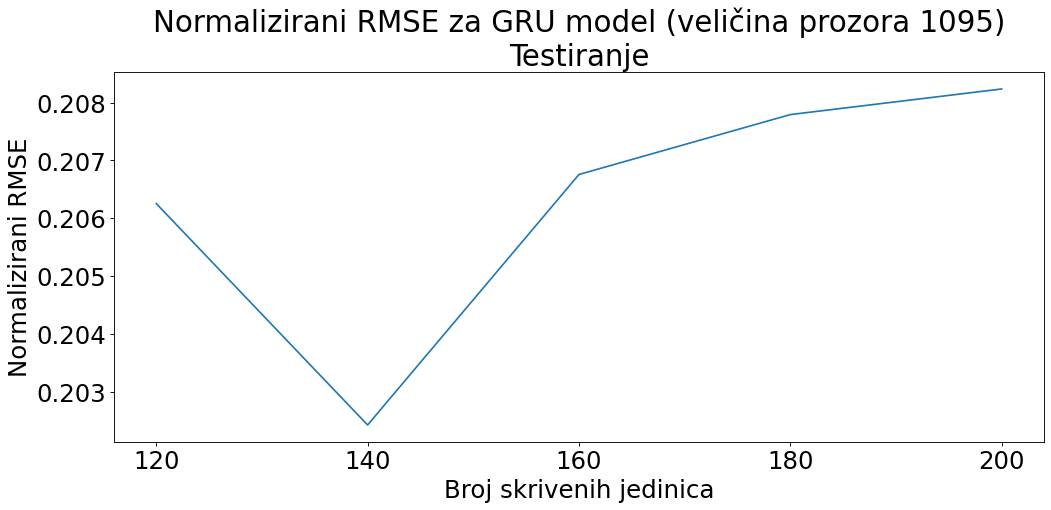 Normalizirani RMSE za GRU model (veličina prozora 1095)
Testiranje
Normalizirani RMSE
0.208
0.207
0.206
0.205
0.204
0.203
120 140 160 180 200
Broj skrivenih jedinica